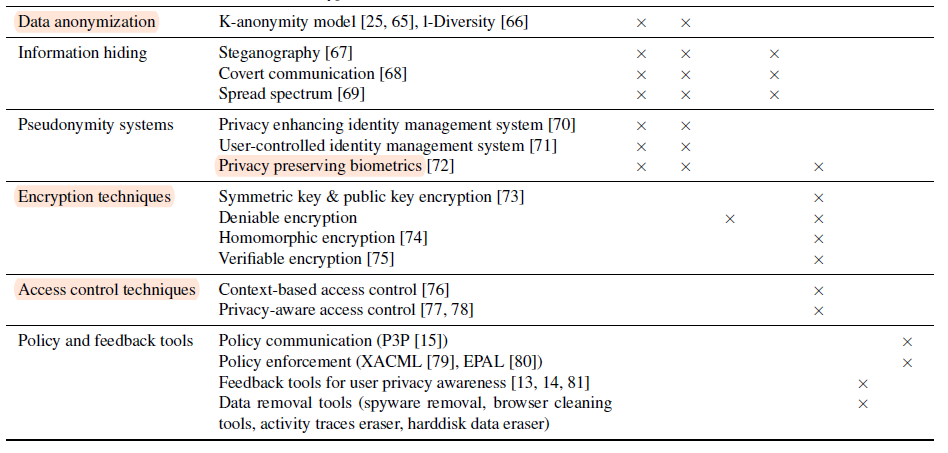 Data anonymization K-anonymity model [25, 65], l-Diversity [66] × ×
Information hiding Steganography [67] × × ×
Covert communication [68] × × ×
Spread spectrum [69] × × ×
Pseudonymity systems Privacy enhancing identity management system [70] × ×
User-controlled identity management system [71] × ×
Privacy preserving biometrics [72] × × ×
Encryption techniques Symmetric key & public key encryption [73] ×
Deniable encryption × ×
Homomorphic encryption [74] ×
Verifiable encryption [75] ×
Access control techniques Context-based access control [76] ×
Privacy-aware access control [77, 78] ×
Policy and feedback tools Policy communication (P3P [15]) ×
Policy enforcement (XACML [79], EPAL [80]) ×
Feedback tools for user privacy awareness [13, 14, 81] ×
Data removal tools (spyware removal, browser cleaning ×
tools, activity traces eraser, harddisk data eraser)